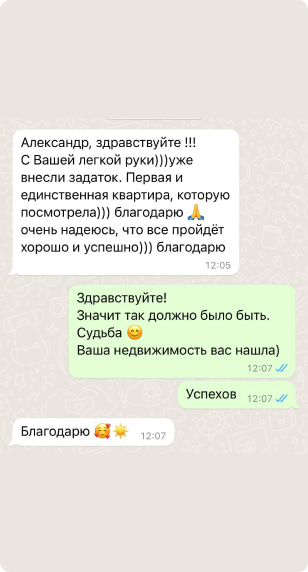 Александр, здравствуйте !!!
С Вашей легкой руки)))уже
внесли задаток. Первая и
единственная квартира, которую
посмотрела))) благодарю 🙏
очень надеюсь, что все пройдёт
хорошо и успешно))) благодарю
12:05
Здравствуйте!
Значит так должно было быть.
Судьба 😊
Ваша недвижимость вас нашла)
12:07
Успехов 12:07
Благодарю 🥰☀️ 12:07